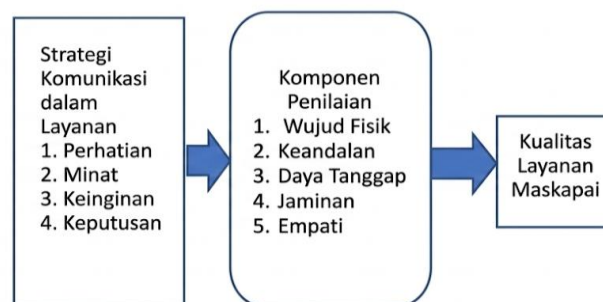 Strategi
Komunikasi
dalam
Layanan
1. Perhatian
2. Minat
3. Keinginan
4. Keputusan
Komponen
Penilaian
1. Wujud Fisik
2. Keandalan
3. Daya Tanggap
4. Jaminan
5. Empati
Kualitas
Layanan
Maskapai